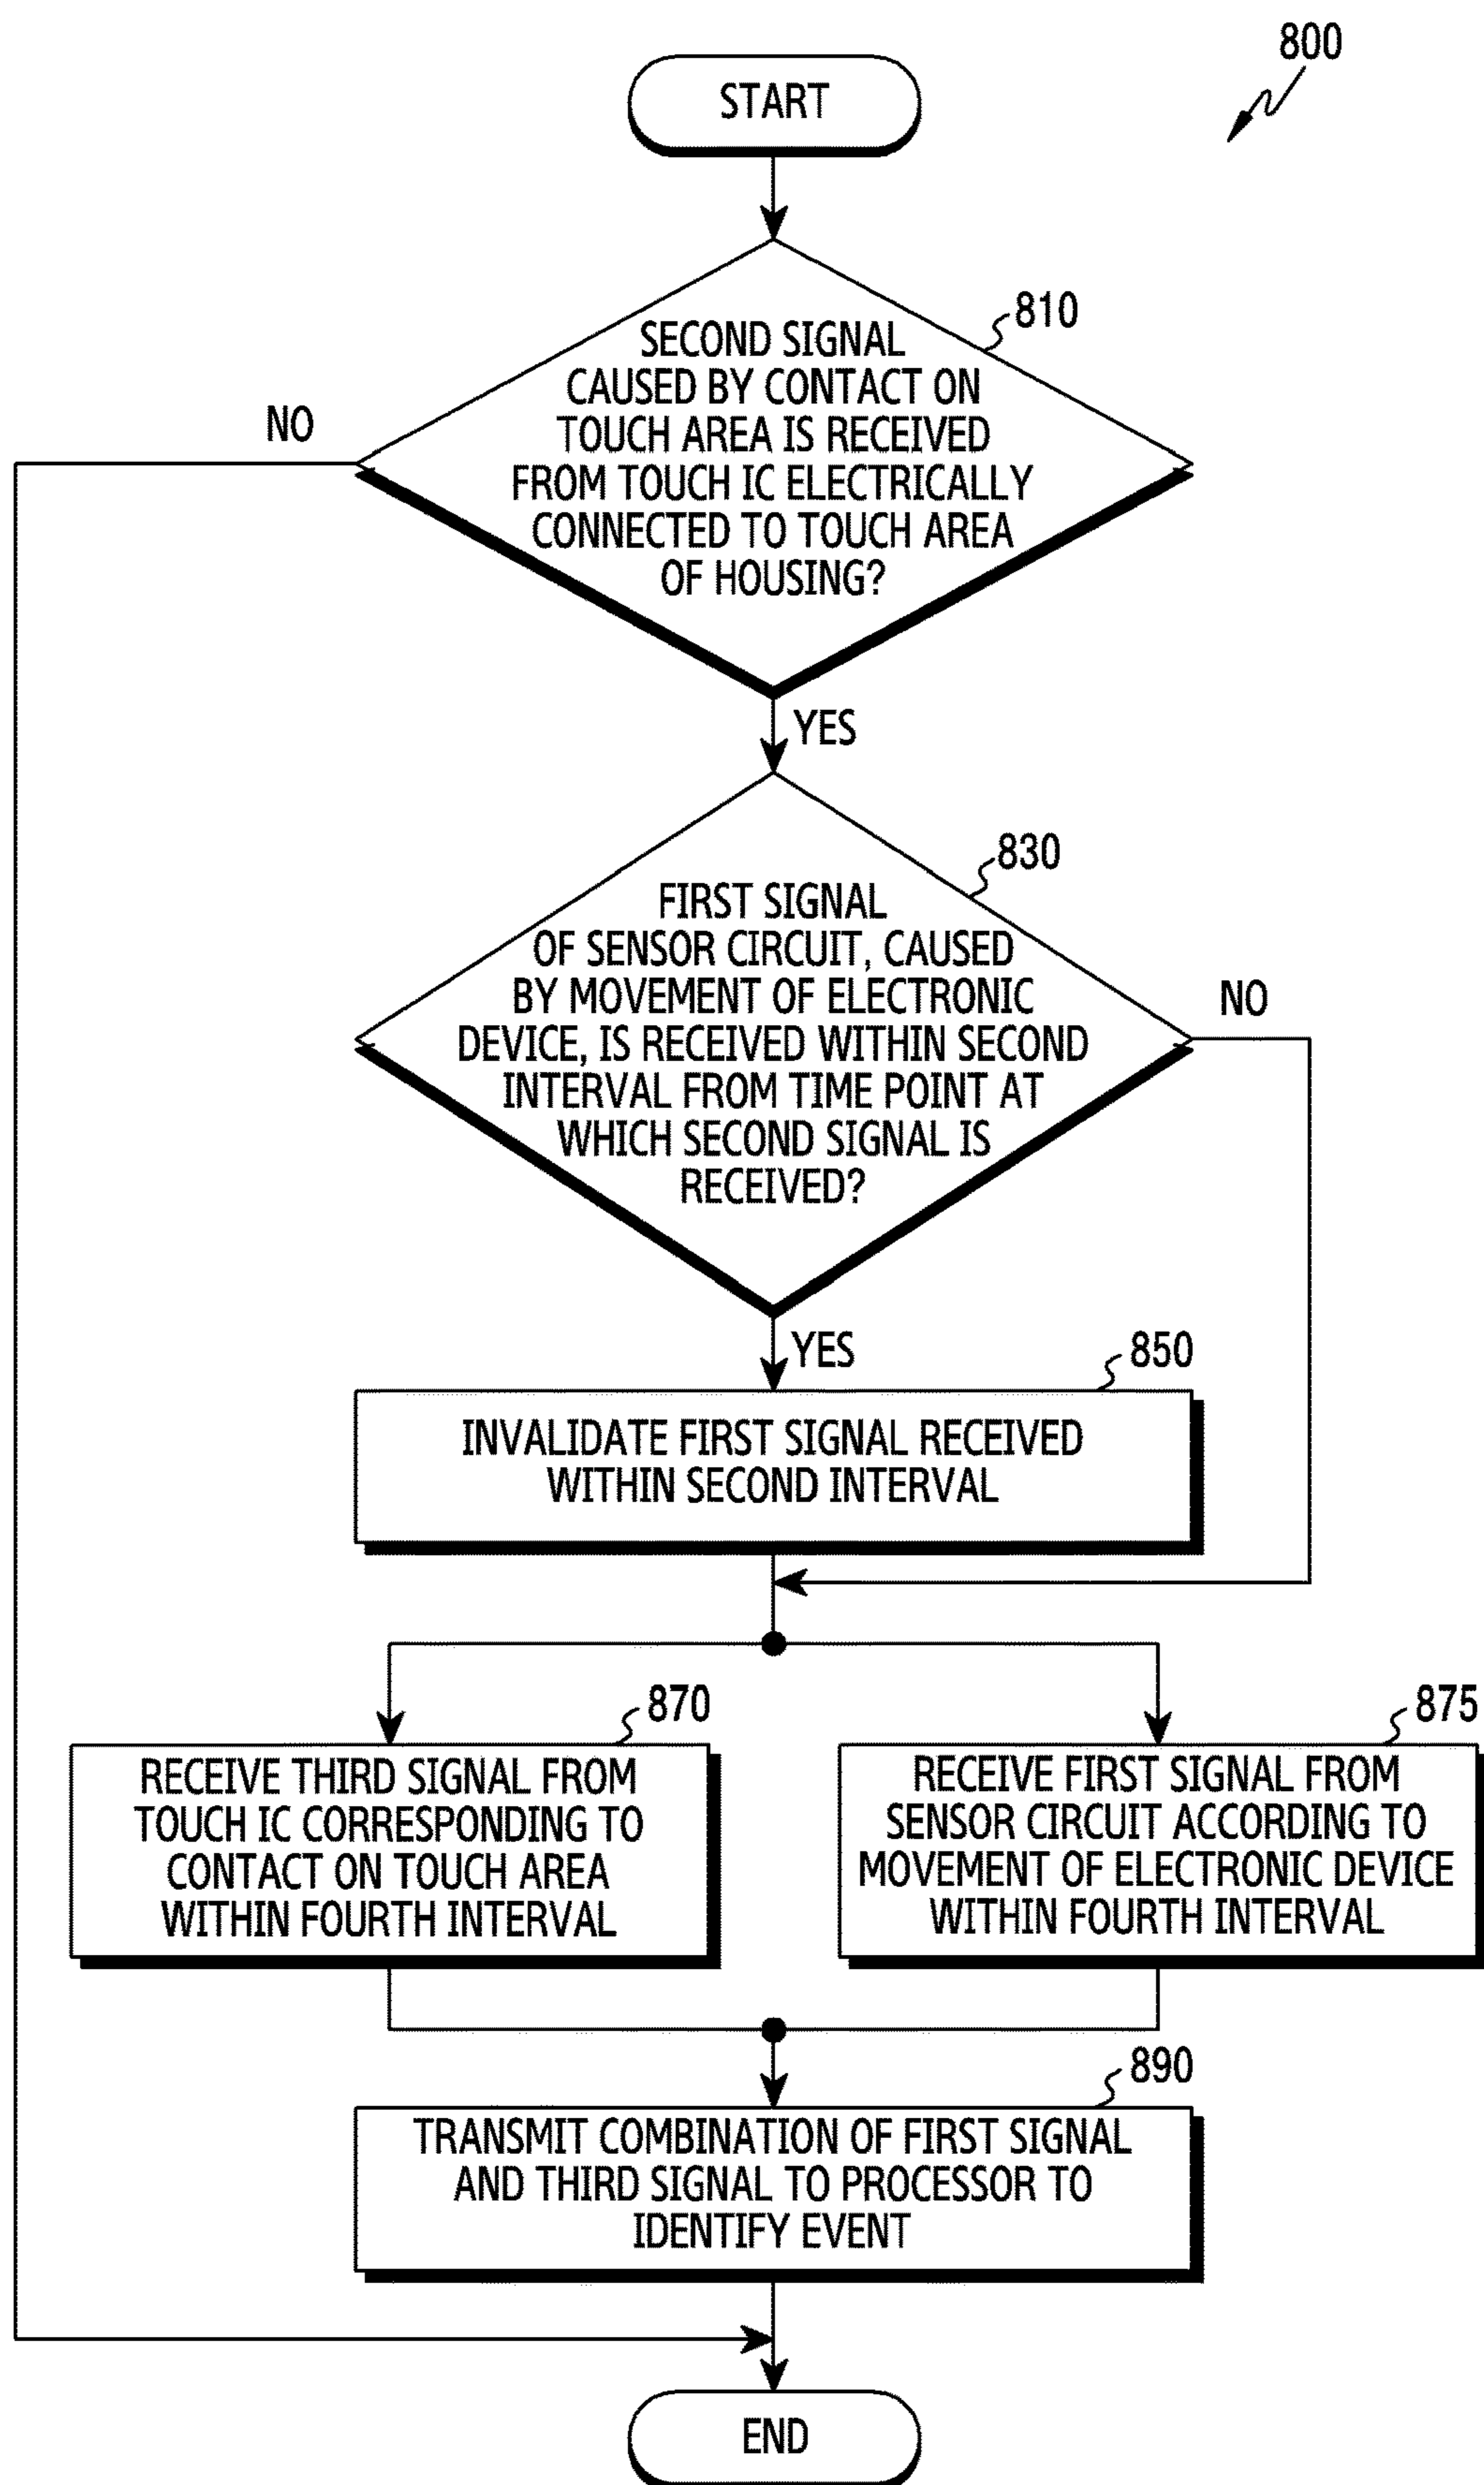 800
START
810
SECOND SIGNAL
CAUSED BY CONTACT ON
TOUCH AREA IS RECEIVED
FROM TOUCH IC ELECTRICALLY
CONNECTED TO TOUCH AREA
OF HOUSING?
NO
YES
830
FIRST SIGNAL
OF SENSOR CIRCUIT, CAUSED
BY MOVEMENT OF ELECTRONIC
DEVICE, IS RECEIVED WITHIN SECOND
INTERVAL FROM TIME POINT AT
WHICH SECOND SIGNAL IS
RECEIVED?
NO
YES
850
INVALIDATE FIRST SIGNAL RECEIVED
WITHIN SECOND INTERVAL
870
RECEIVE THIRD SIGNAL FROM
TOUCH IC CORRESPONDING TO
CONTACT ON TOUCH AREA
WITHIN FOURTH INTERVAL
875
RECEIVE FIRST SIGNAL FROM
SENSOR CIRCUIT ACCORDING TO
MOVEMENT OF ELECTRONIC DEVICE
WITHIN FOURTH INTERVAL
890
TRANSMIT COMBINATION OF FIRST SIGNAL
AND THIRD SIGNAL TO PROCESSOR TO
IDENTIFY EVENT
END